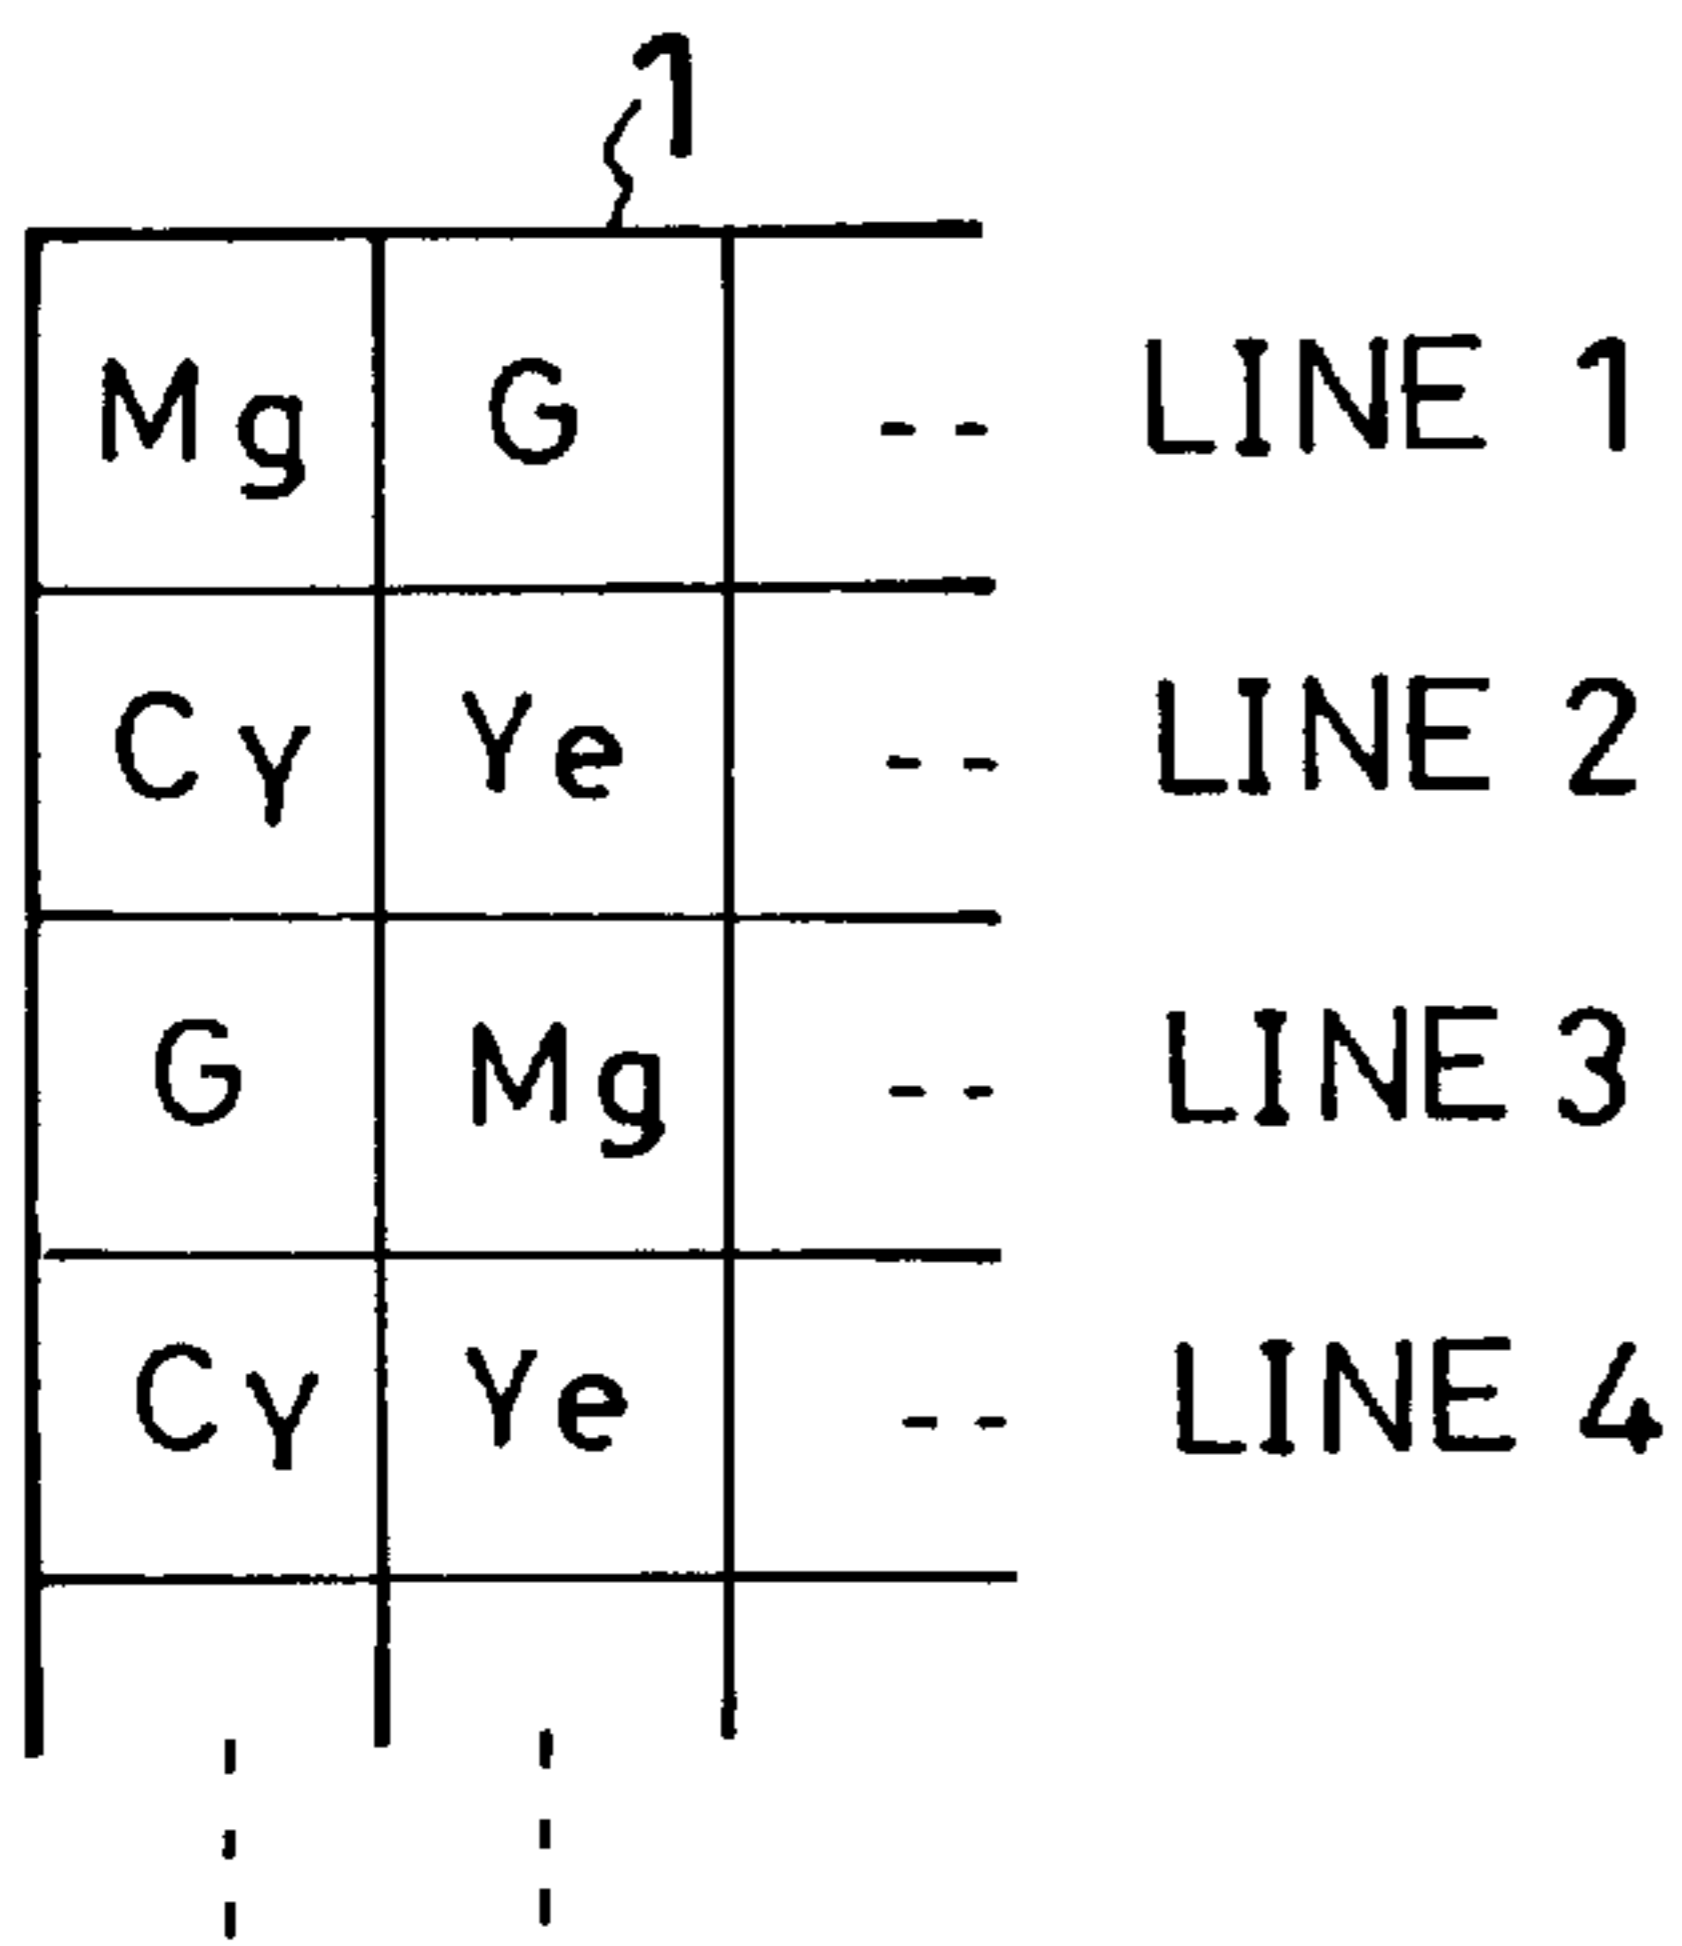 1
Mg G -- LINE 1
Cy Ye -- LINE 2
G Mg -- LINE 3
Cy Ye -- LINE 4